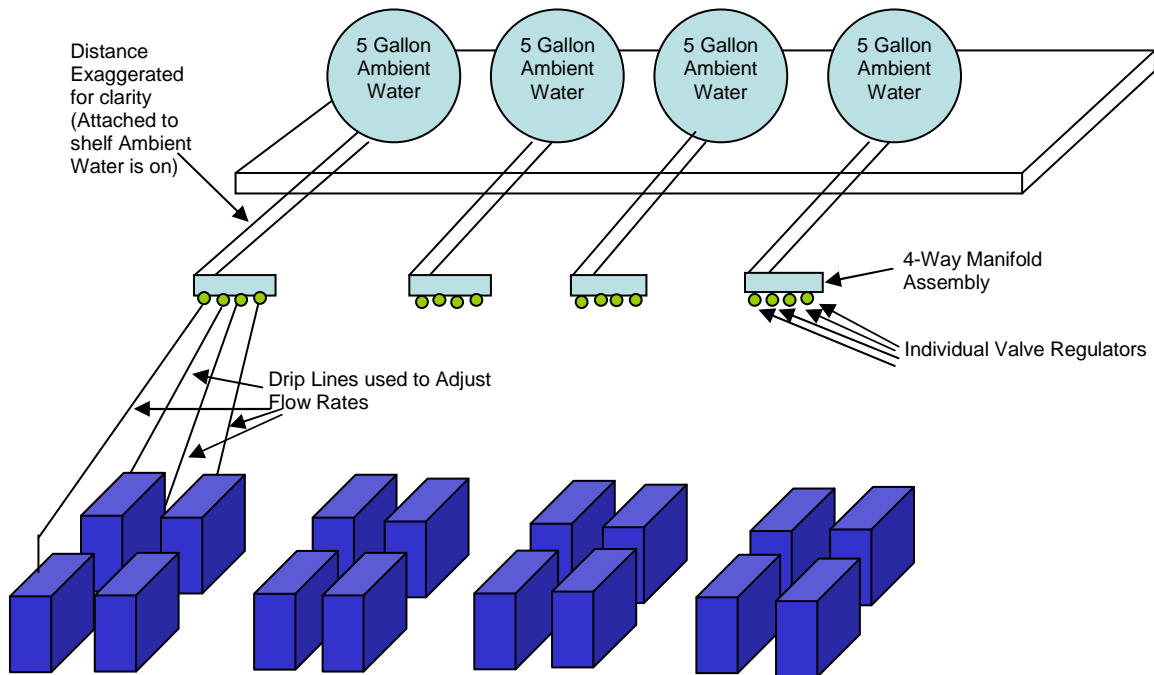 Distance
Exaggerated
for clarity
(Attached to
shelf Ambient
Water is on)
5 Gallon
Ambient
Water
5 Gallon
Ambient
Water
5 Gallon
Ambient
Water
5 Gallon
Ambient
Water
4-Way Manifold
Assembly
Individual Valve Regulators
Drip Lines used to Adjust
Flow Rates